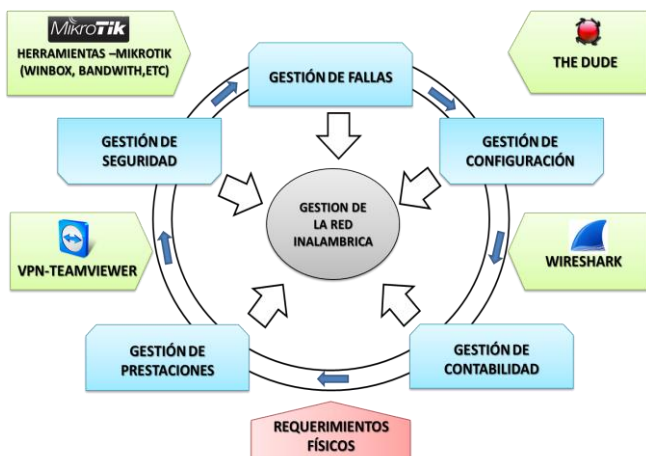 MikroTik
HERRAMIENTAS –MIKROTIK
(WINBOX, BANDWITH,ETC)
GESTIÓN DE FALLAS
THE DUDE
GESTIÓN DE
SEGURIDAD
GESTIÓN DE
CONFIGURACIÓN
GESTION DE
LA RED
INALAMBRICA
VPN-TEAMVIEWER
WIRESHARK
GESTIÓN DE
PRESTACIONES
GESTIÓN DE
CONTABILIDAD
REQUERIMIENTOS
FÍSICOS